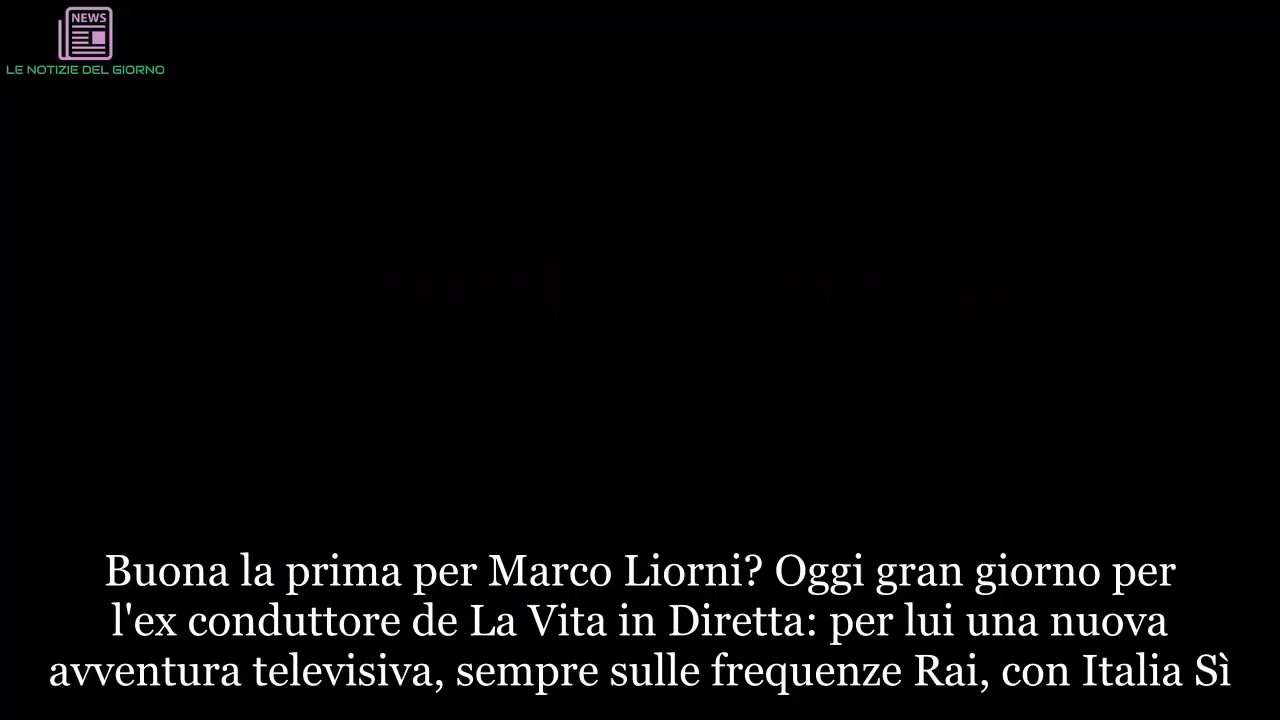 NEWS
LE NOTIZIE DEL GIORNO
Buona la prima per Marco Liorni? Oggi gran giorno per
l'ex conduttore de La Vita in Diretta: per lui una nuova
avventura televisiva, sempre sulle frequenze Rai, con Italia Sì